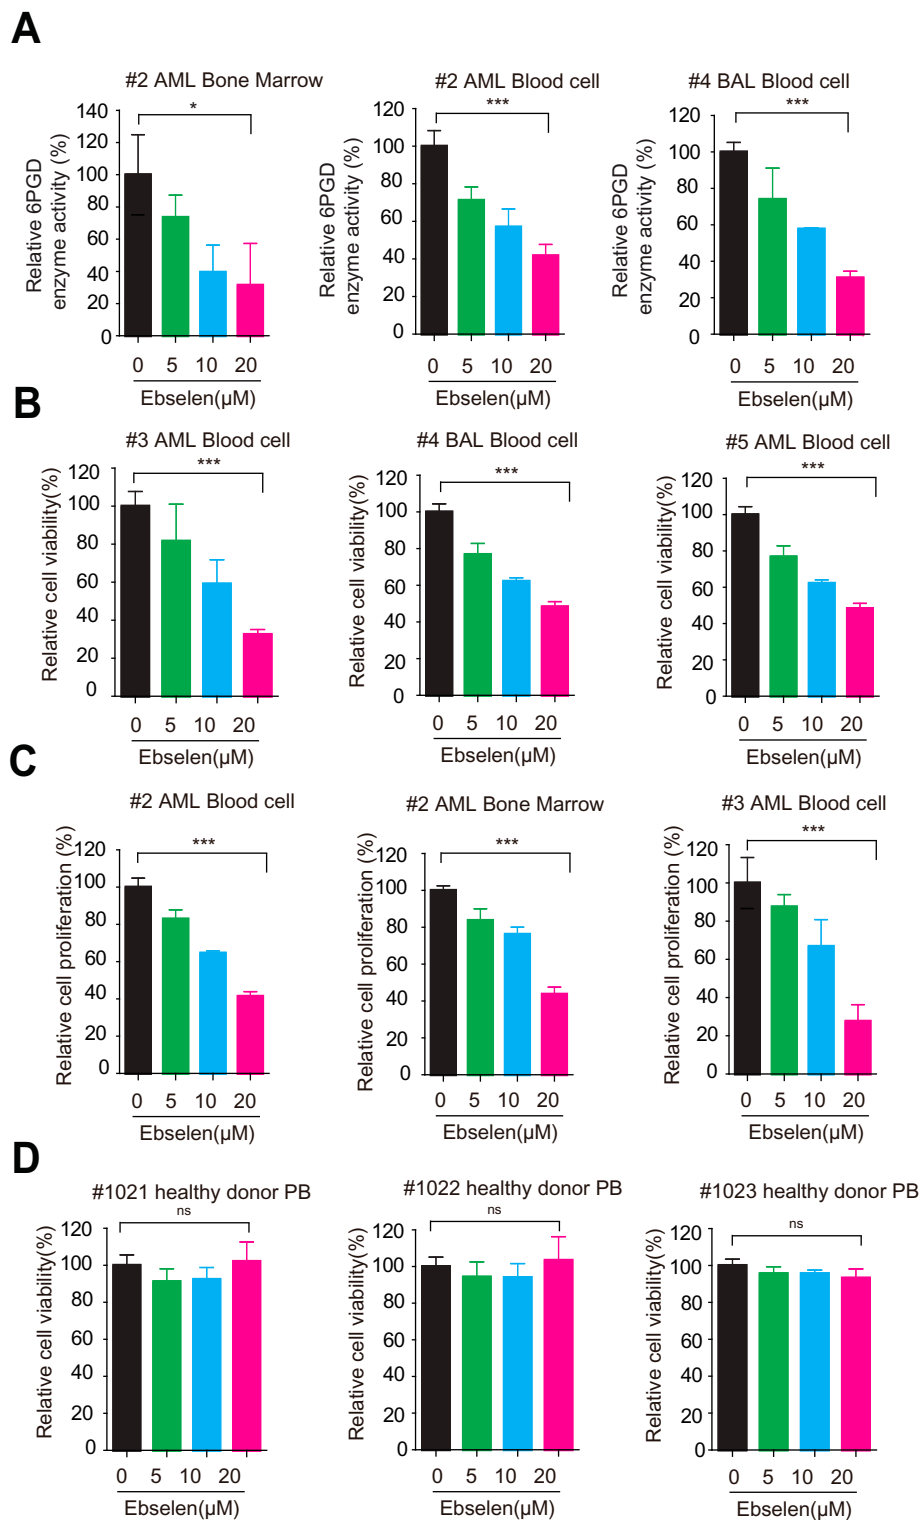 A
#2 AML Bone Marrow
*
Relative 6PGD
enzyme activity (%)
140
120
100
80
60
40
20
0
0 5 10 20
Ebselen(µM)
#2 AML Blood cell
***
Relative 6PGD
enzyme activity (%)
120
100
80
60
40
20
0
0 5 10 20
Ebselen(µM)
#4 BAL Blood cell
***
Relative 6PGD
enzyme activity (%)
120
100
80
60
40
20
0
0 5 10 20
Ebselen(µM)
B
#3 AML Blood cell
***
Relative cell viability(%)
120
100
80
60
40
20
0
0 5 10 20
Ebselen(µM)
#4 BAL Blood cell
***
Relative cell viability(%)
120
100
80
60
40
20
0
0 5 10 20
Ebselen(µM)
#5 AML Blood cell
***
Relative cell viability(%)
120
100
80
60
40
20
0
0 5 10 20
Ebselen(µM)
C
#2 AML Blood cell
***
Relative cell proliferation (%)
120
100
80
60
40
20
0
0 5 10 20
Ebselen(µM)
#2 AML Bone Marrow
***
Relative cell proliferation (%)
120
100
80
60
40
20
0
0 5 10 20
Ebselen(µM)
#3 AML Blood cell
***
Relative cell proliferation (%)
120
100
80
60
40
20
0
0 5 10 20
Ebselen(µM)
D
#1021 healthy donor PB
ns
Relative cell viability(%)
120
100
80
60
40
20
0
0 5 10 20
Ebselen(µM)
#1022 healthy donor PB
ns
Relative cell viability(%)
120
100
80
60
40
20
0
0 5 10 20
Ebselen(µM)
#1023 healthy donor PB
ns
Relative cell viability(%)
120
100
80
60
40
20
0
0 5 10 20
Ebselen(µM)